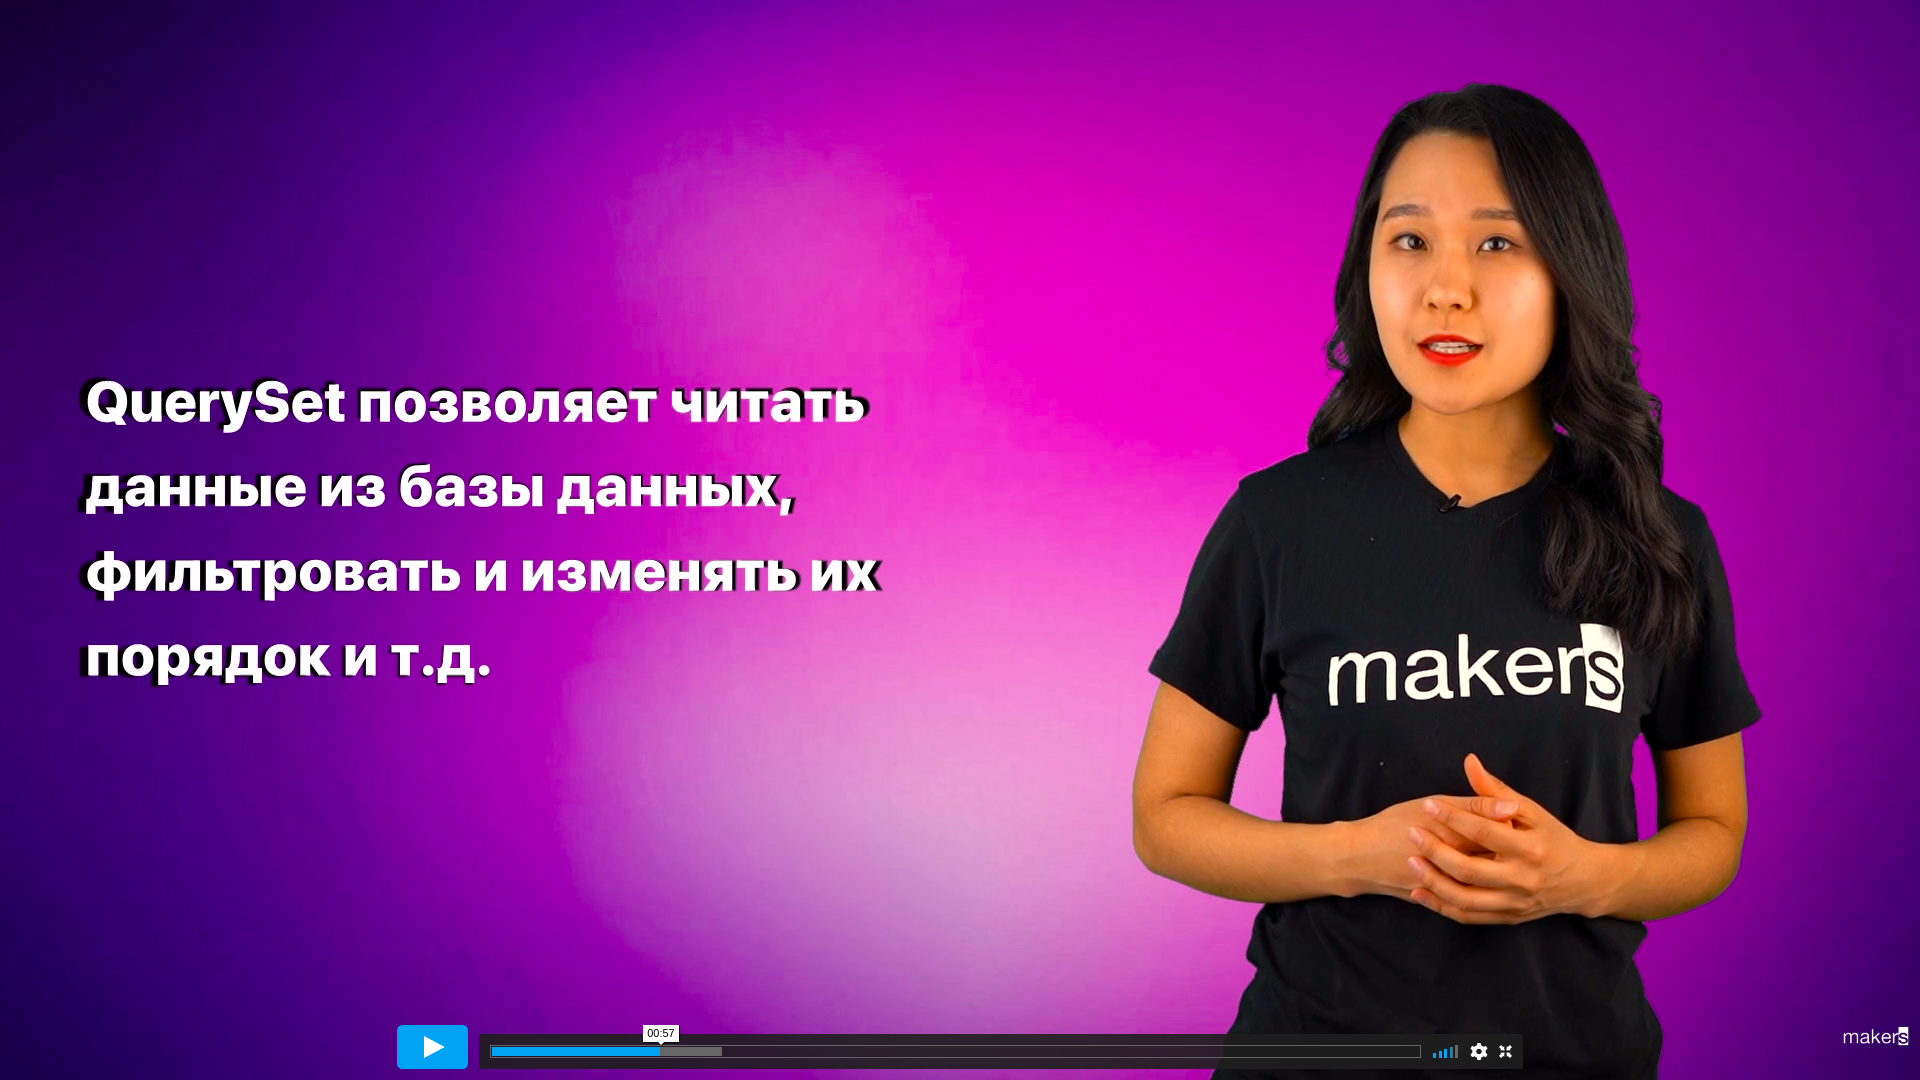 QuerySet позволяет читать
данные из базы данных,
фильтровать и изменять их
порядок и т.д.
makers
00:57
makers